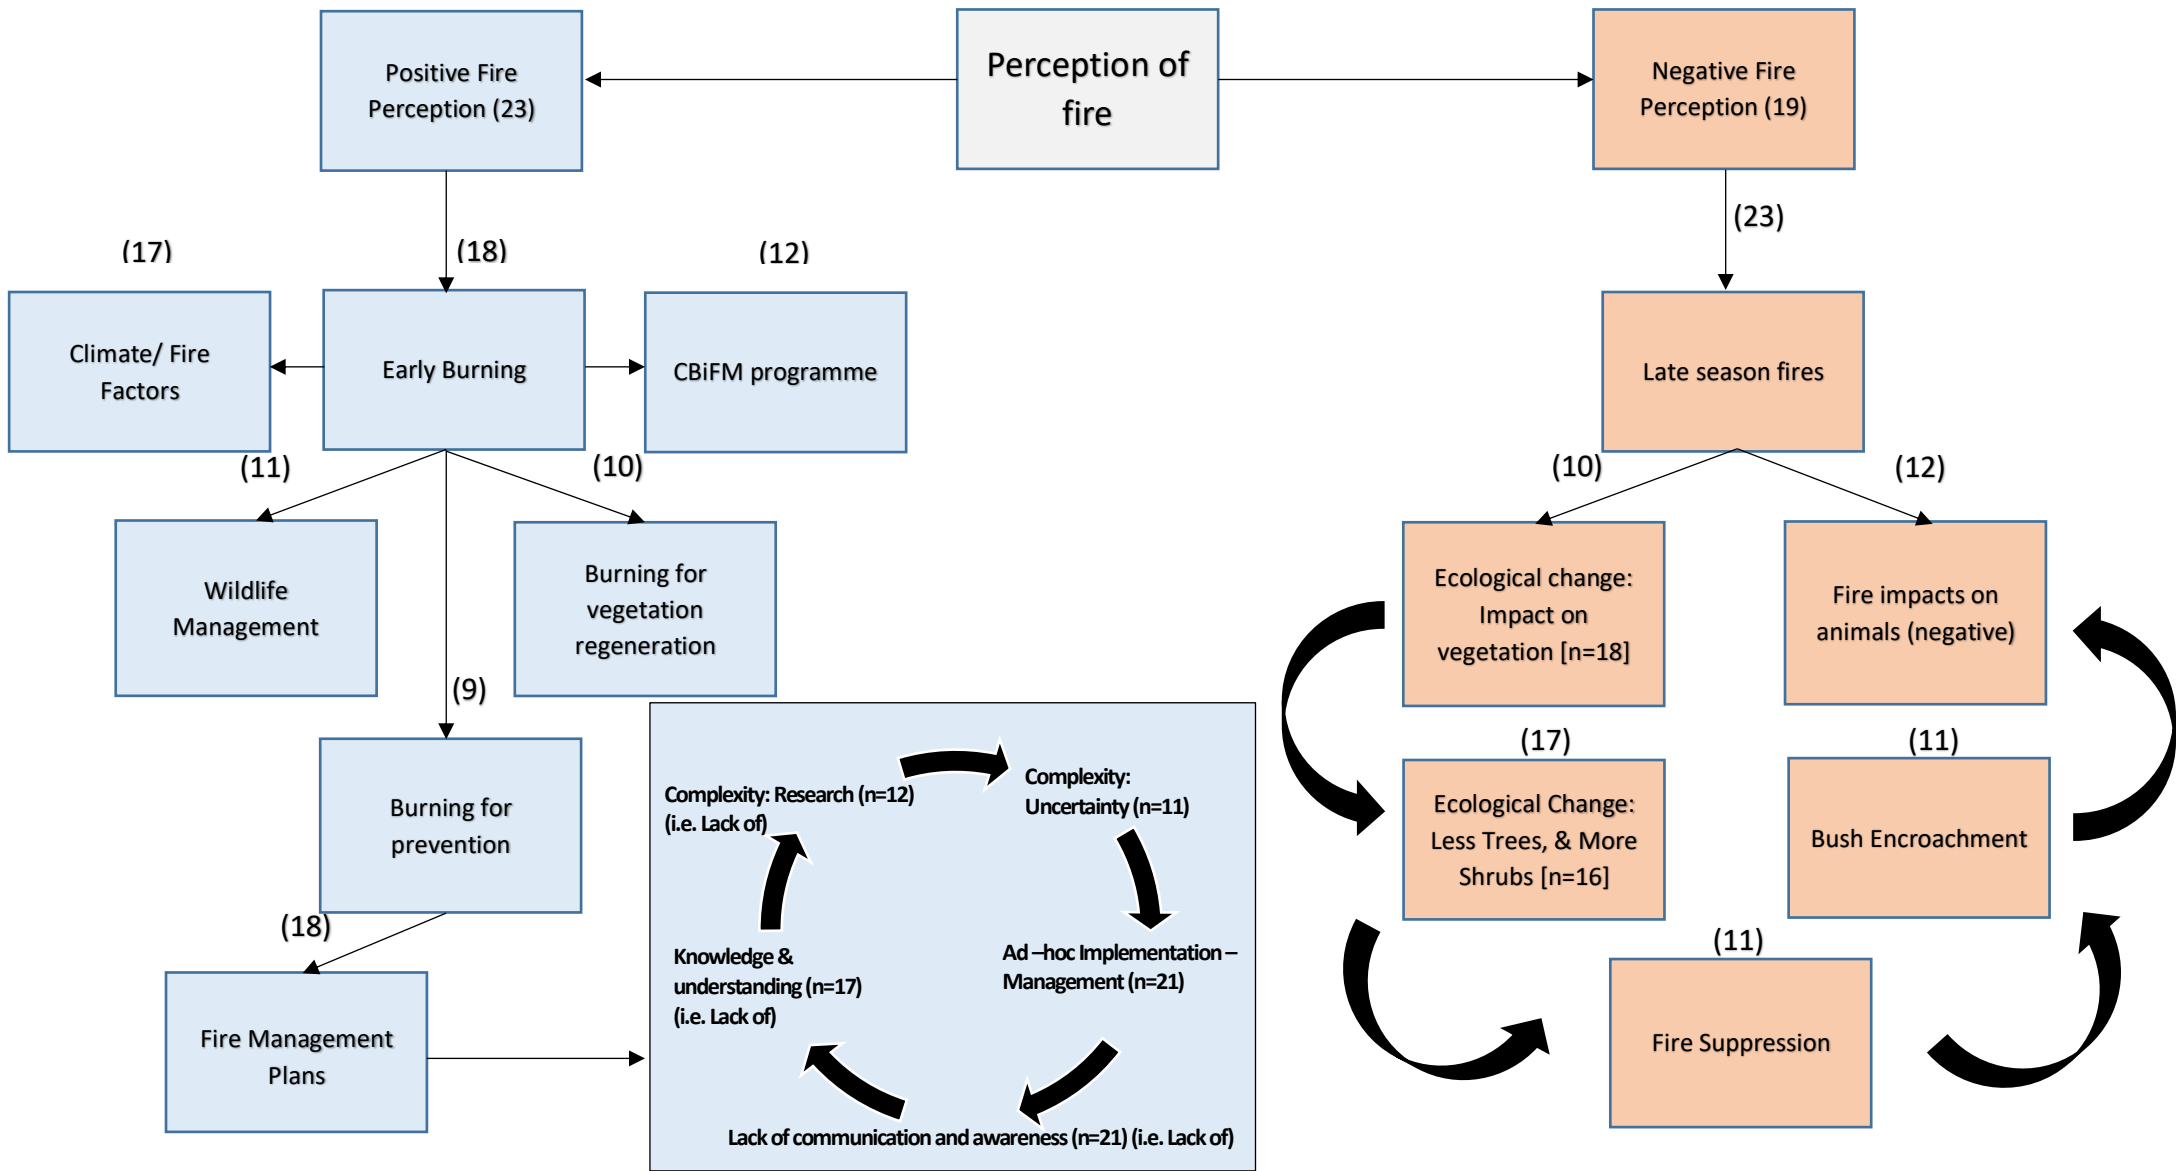 Perception of
fire
Positive Fire
Perception (23)
Negative Fire
Perception (19)
(17)
(18)
(12)
(23)
Climate/ Fire
Factors
Early Burning
CBiFM programme
Late season fires
(11)
(10)
(10)
(12)
Wildlife
Management
Burning for
vegetation
regeneration
Ecological change:
Impact on
vegetation [n=18]
Fire impacts on
animals (negative)
(9)
(17)
(11)
Burning for
prevention
Ecological Change:
Less Trees, & More
Shrubs [n=16]
Bush Encroachment
(18)
(11)
Fire Management
Plans
Fire Suppression
Complexity: Research (n=12)
(i.e. Lack of)
Complexity:
Uncertainty (n=11)
Knowledge &
understanding (n=17)
(i.e. Lack of)
Ad –hoc Implementation –
Management (n=21)
Lack of communication and awareness (n=21) (i.e. Lack of)